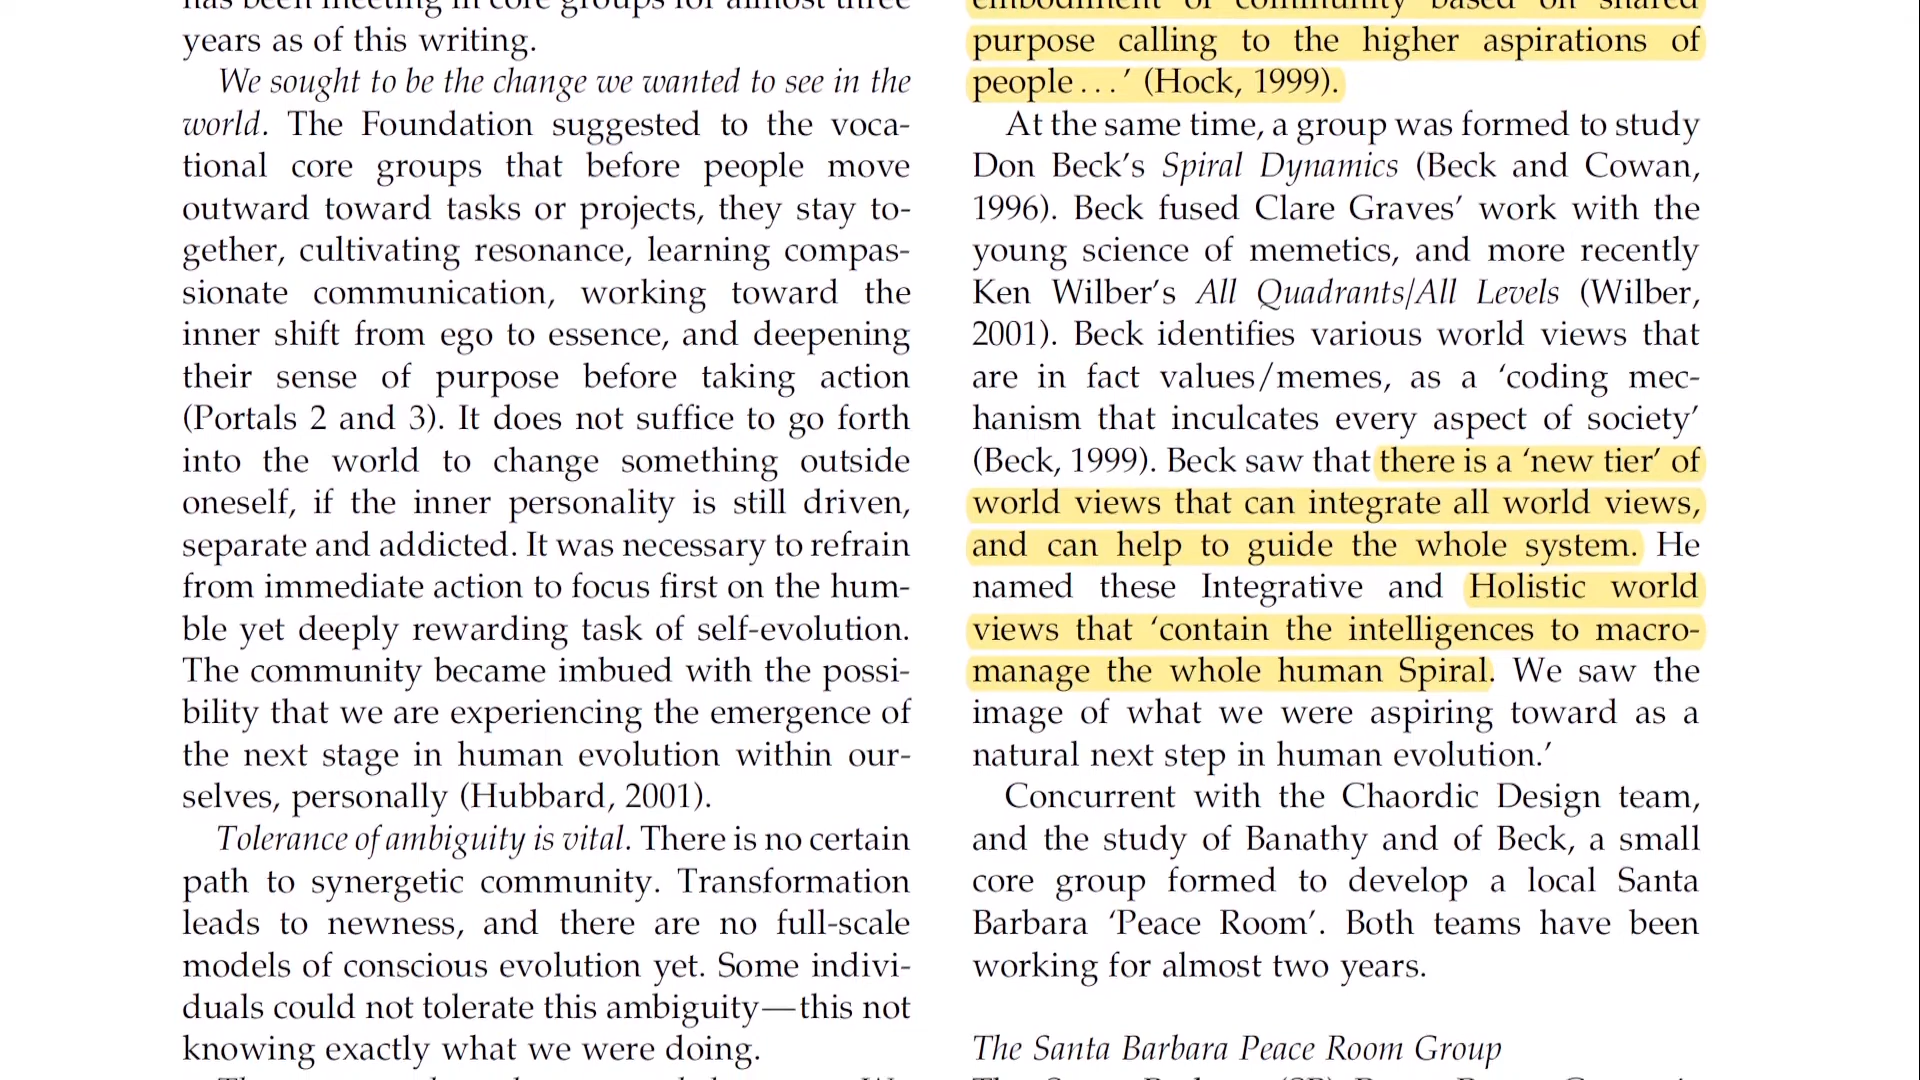 has been meeting in core groups for almost three
years as of this writing.
We sought to be the change we wanted to see in the
world. The Foundation suggested to the voca-
tional core groups that before people move
outward toward tasks or projects, they stay to-
gether, cultivating resonance, learning compas-
sionate communication, working toward the
inner shift from ego to essence, and deepening
their sense of purpose before taking action
(Portals 2 and 3). It does not suffice to go forth
into the world to change something outside
oneself, if the inner personality is still driven,
separate and addicted. It was necessary to refrain
from immediate action to focus first on the hum-
ble yet deeply rewarding task of self-evolution.
The community became imbued with the possi-
bility that we are experiencing the emergence of
the next stage in human evolution within our-
selves, personally (Hubbard, 2001).
Tolerance of ambiguity is vital. There is no certain
path to synergetic community. Transformation
leads to newness, and there are no full-scale
models of conscious evolution yet. Some indivi-
duals could not tolerate this ambiguity—this not
knowing exactly what we were doing.
embodiment of community based on shared
purpose calling to the higher aspirations of
people . . . ’ (Hock, 1999).
At the same time, a group was formed to study
Don Beck’s Spiral Dynamics (Beck and Cowan,
1996). Beck fused Clare Graves’ work with the
young science of memetics, and more recently
Ken Wilber’s All Quadrants/All Levels (Wilber,
2001). Beck identifies various world views that
are in fact values/memes, as a ‘coding mec-
hanism that inculcates every aspect of society’
(Beck, 1999). Beck saw that there is a ‘new tier’ of
world views that can integrate all world views,
and can help to guide the whole system. He
named these Integrative and Holistic world
views that ‘contain the intelligences to macro-
manage the whole human Spiral. We saw the
image of what we were aspiring toward as a
natural next step in human evolution.’
Concurrent with the Chaordic Design team,
and the study of Banathy and of Beck, a small
core group formed to develop a local Santa
Barbara ‘Peace Room’. Both teams have been
working for almost two years.
The Santa Barbara Peace Room Group